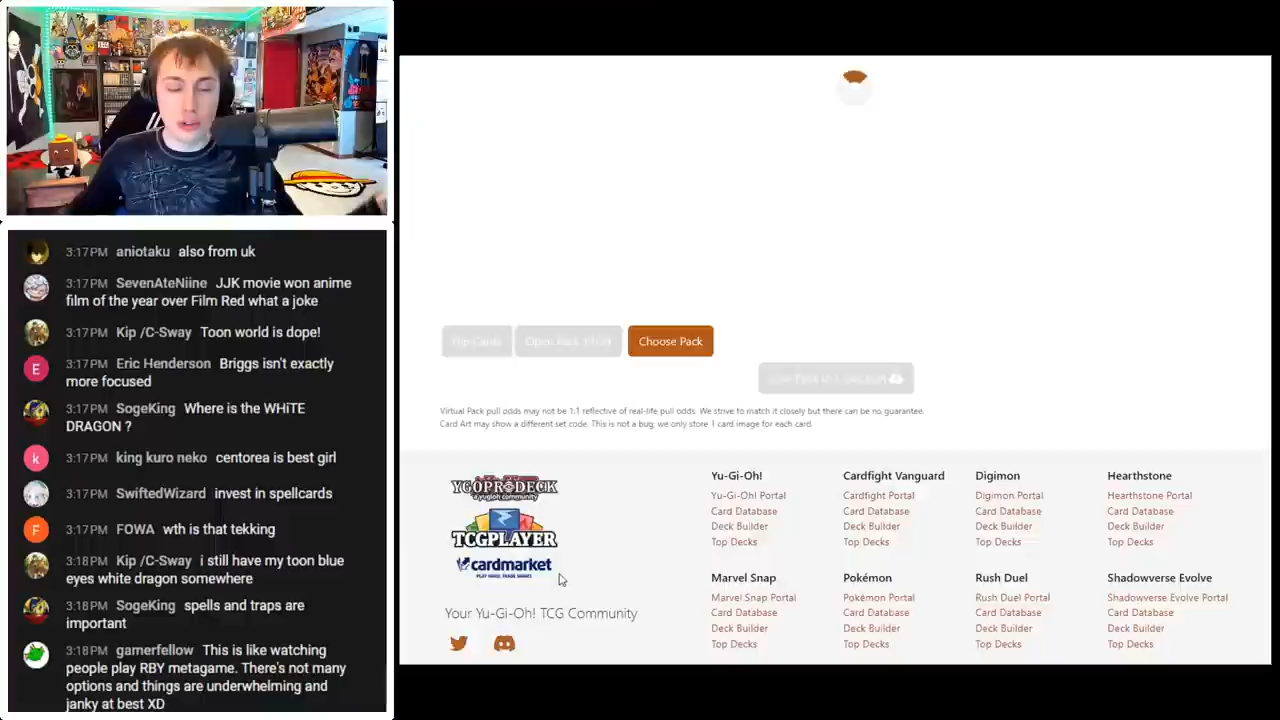 3:17PM aniotaku also from uk
3:17PM SevenAteNiine JJK movie won anime
film of the year over Film Red what a joke
3:17PM Kip /C-Sway Toon world is dope!
3:17PM Eric Henderson Briggs isn't exactly
more focused
3:17PM SogeKing Where is the WHiTE
DRAGON ?
k 3:17PM king kuro neko centorea is best girl
3:17PM SwiftedWizard invest in spellcards
F 3:17PM FOWA wth is that tekking
3:18PM Kip /C-Sway i still have my toon blue
eyes white dragon somewhere
3:18PM SogeKing spells and traps are
important
3:18PM gamerfellow This is like watching
people play RBY metagame. There's not many
options and things are underwhelming and
janky at best XD
Flip Cards
Choose Pack
Virtual Pack pull odds may not be 1:1 reflective of real-life pull odds. We strive to match it closely but there can be no guarantee.
Card Art may show a different set code. This is not a bug; we only store 1 card image for each card.
YGOPRODECK
a yugioh community
TCGPLAYER
cardmarket
PLAY HARD. TRADE SMART.
Your Yu-Gi-Oh! TCG Community
Yu-Gi-Oh!
Yu-Gi-Oh! Portal
Card Database
Deck Builder
Top Decks
Cardfight Vanguard
Cardfight Portal
Card Database
Deck Builder
Top Decks
Digimon
Digimon Portal
Card Database
Deck Builder
Top Decks
Hearthstone
Hearthstone Portal
Card Database
Deck Builder
Top Decks
Marvel Snap
Marvel Snap Portal
Card Database
Deck Builder
Top Decks
Pokémon
Pokémon Portal
Card Database
Deck Builder
Top Decks
Rush Duel
Rush Duel Portal
Card Database
Deck Builder
Top Decks
Shadowverse Evolve
Shadowverse Evolve Portal
Card Database
Deck Builder
Top Decks